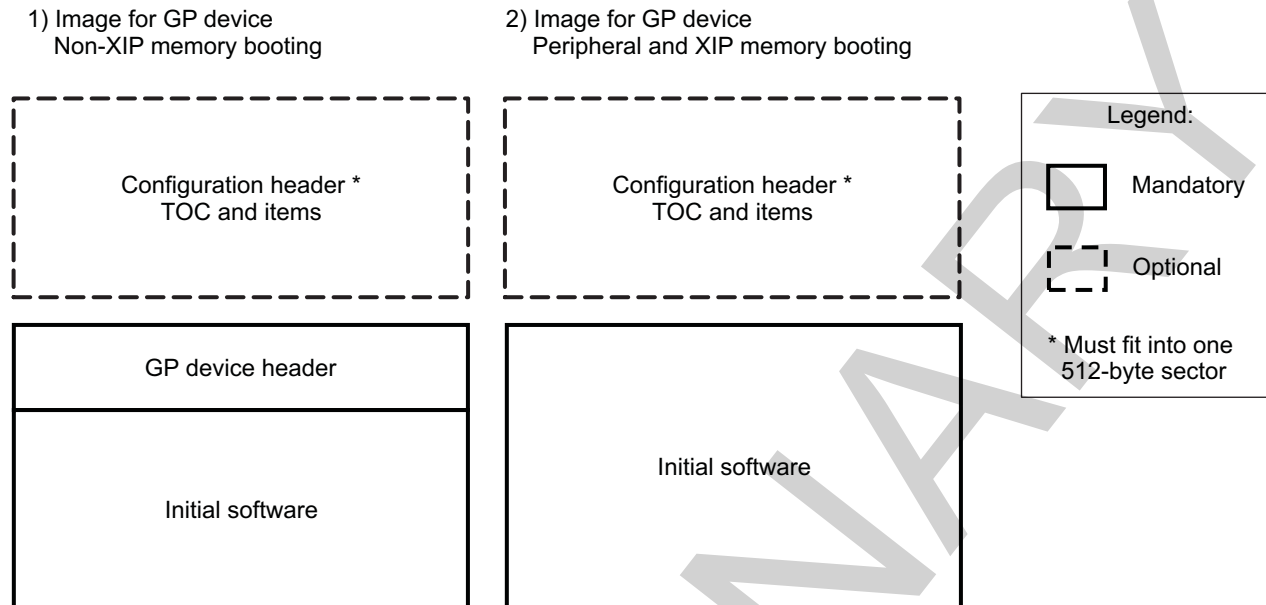 1) Image for GP device
Non-XIP memory booting
2) Image for GP device
Peripheral and XIP memory booting
Configuration header *
TOC and items
Configuration header *
TOC and items
GP device header
Initial software
Initial software
Legend:
Mandatory
Optional
* Must fit into one
512-byte sector
NARY